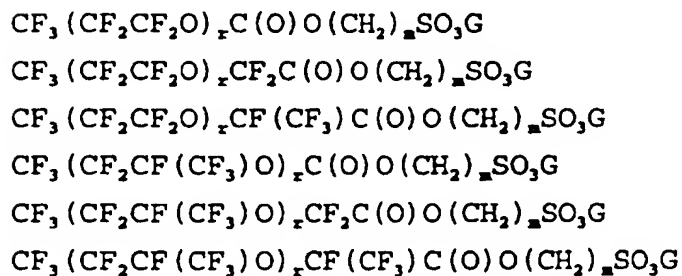 CF₃(CF₂CF₂O)ᵣC(O)O(CH₂)ₘSO₃G
CF₃(CF₂CF₂O)ᵣCF₂C(O)O(CH₂)ₘSO₃G
CF₃(CF₂CF₂O)ᵣCF(CF₃)C(O)O(CH₂)ₘSO₃G
CF₃(CF₂CF(CF₃)O)ᵣC(O)O(CH₂)ₘSO₃G
CF₃(CF₂CF(CF₃)O)ᵣCF₂C(O)O(CH₂)ₘSO₃G
CF₃(CF₂CF(CF₃)O)ᵣCF(CF₃)C(O)O(CH₂)ₘSO₃G